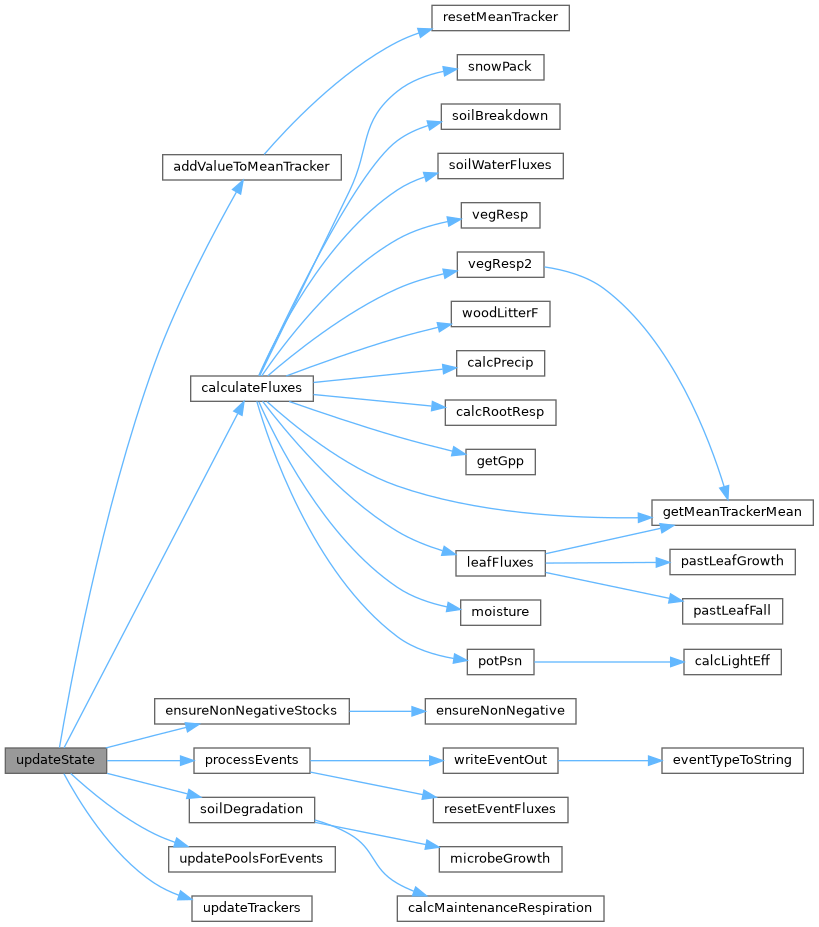 resetMeanTracker
snowPack
soilBreakdown
addValueToMeanTracker
soilWaterFluxes
vegResp
vegResp2
woodLitterF
calcPrecip
calculateFluxes
calcRootResp
getGpp
getMeanTrackerMean
leafFluxes
pastLeafGrowth
moisture
pastLeafFall
potPsn
calcLightEff
ensureNonNegativeStocks
ensureNonNegative
updateState
processEvents
writeEventOut
eventTypeToString
soilDegradation
resetEventFluxes
updatePoolsForEvents
microbeGrowth
updateTrackers
calcMaintenanceRespiration